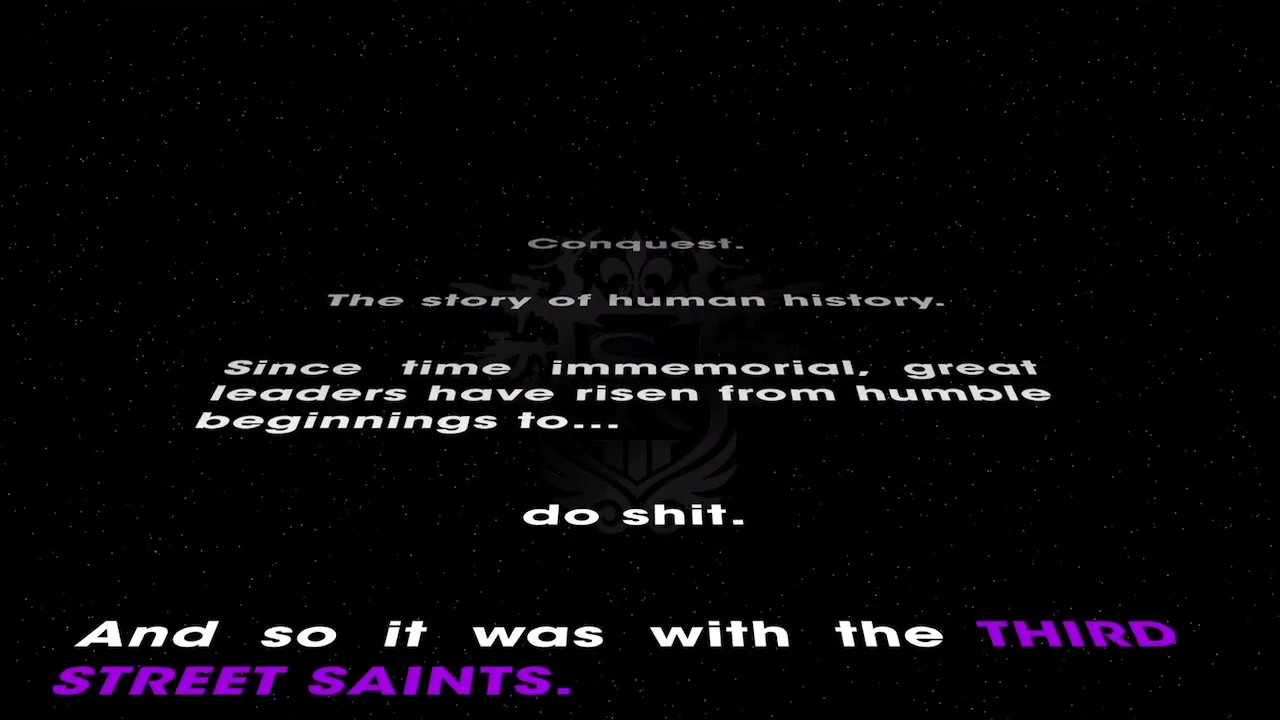 Conquest.
The story of human history.
Since time immemorial, great
leaders have risen from humble
beginnings to...
do shit.
And so it was with the THIRD
STREET SAINTS.